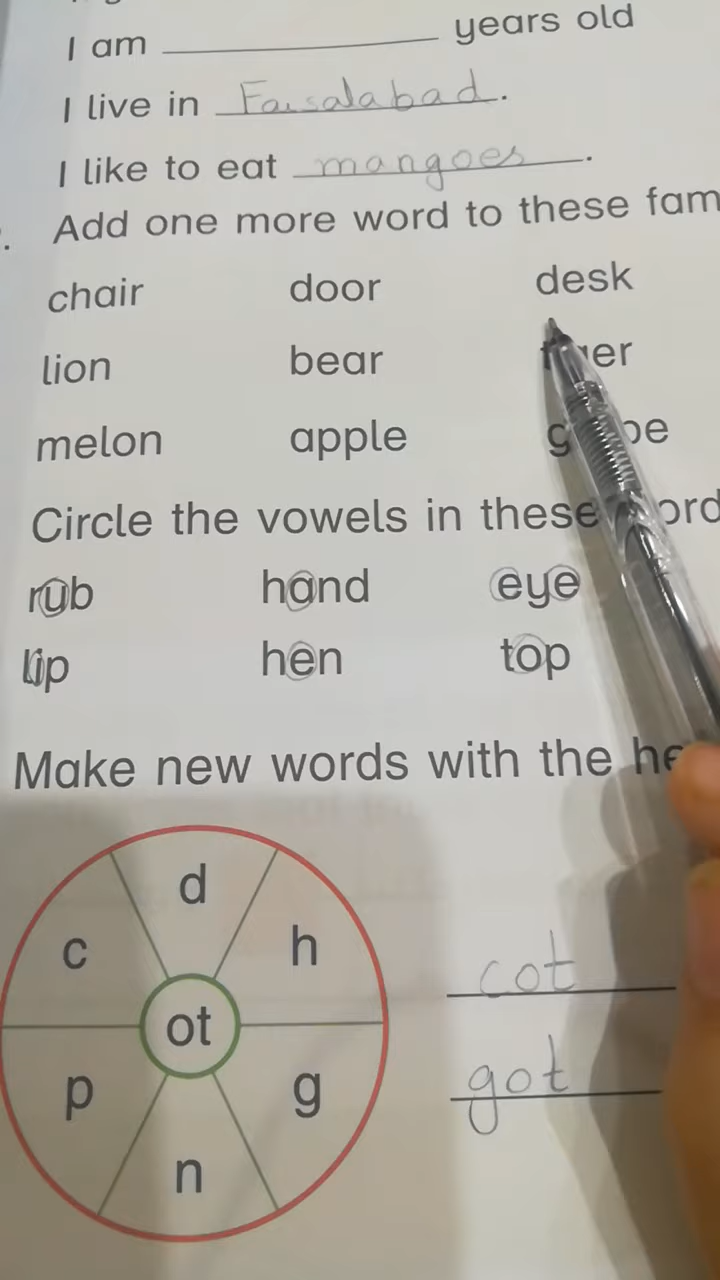 I am ____________ years old
I live in Faisalabad.
I like to eat mangoes.
Add one more word to these fam
chair door desk
lion bear
melon apple
Circle the vowels in these
rub hand eye
lip hen top
Make new words with the he
d
c h
ot
p g
n
cot
got